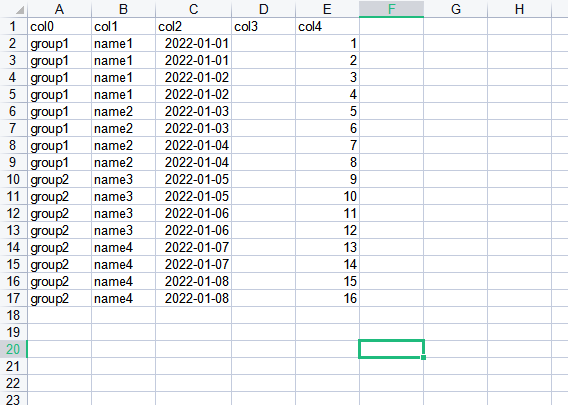 A B C D E F G H
1 col0 col1 col2 col3 col4
2 group1 name1 2022-01-01 1
3 group1 name1 2022-01-01 2
4 group1 name1 2022-01-02 3
5 group1 name1 2022-01-02 4
6 group1 name2 2022-01-03 5
7 group1 name2 2022-01-03 6
8 group1 name2 2022-01-04 7
9 group1 name2 2022-01-04 8
10 group2 name3 2022-01-05 9
11 group2 name3 2022-01-05 10
12 group2 name3 2022-01-06 11
13 group2 name3 2022-01-06 12
14 group2 name4 2022-01-07 13
15 group2 name4 2022-01-07 14
16 group2 name4 2022-01-08 15
17 group2 name4 2022-01-08 16
18
19
20
21
22
23